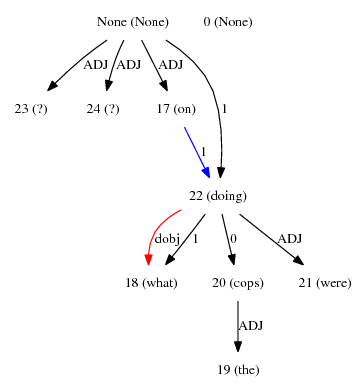 None (None) 0 (None)
ADJ ADJ ADJ
23 (?) 24 (?) 17 (on) 1
1
22 (doing)
dobj 1 0 ADJ
18 (what) 20 (cops) 21 (were)
ADJ
19 (the)